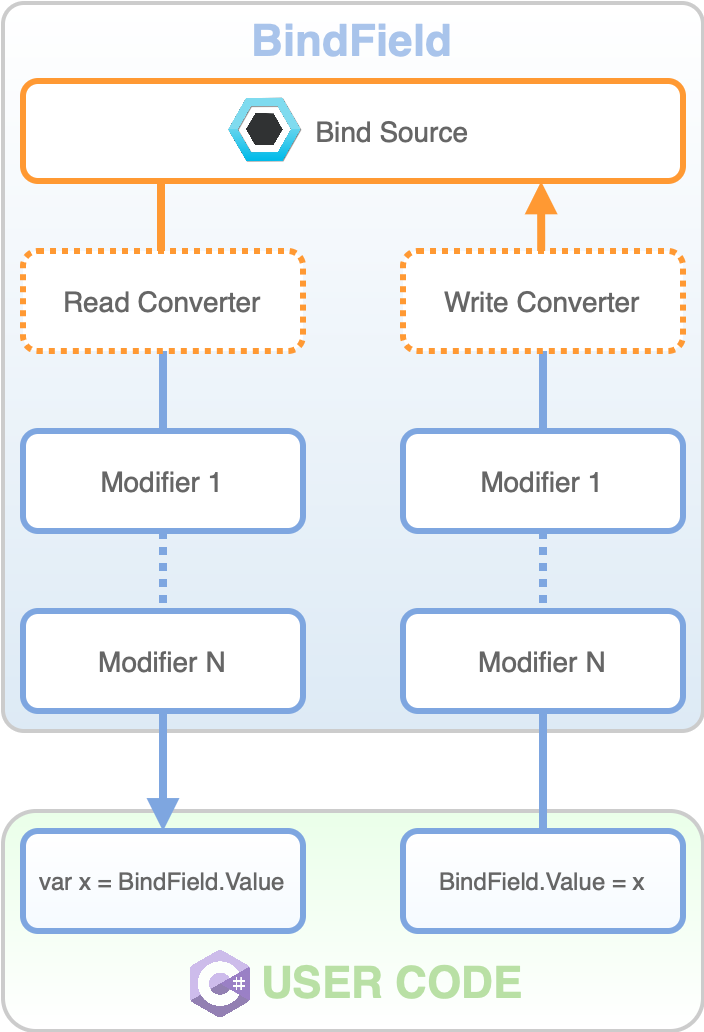 BindField
Bind Source
Read Converter
Write Converter
Modifier 1
Modifier 1
Modifier N
Modifier N
var x = BindField.Value
BindField.Value = x
C# USER CODE